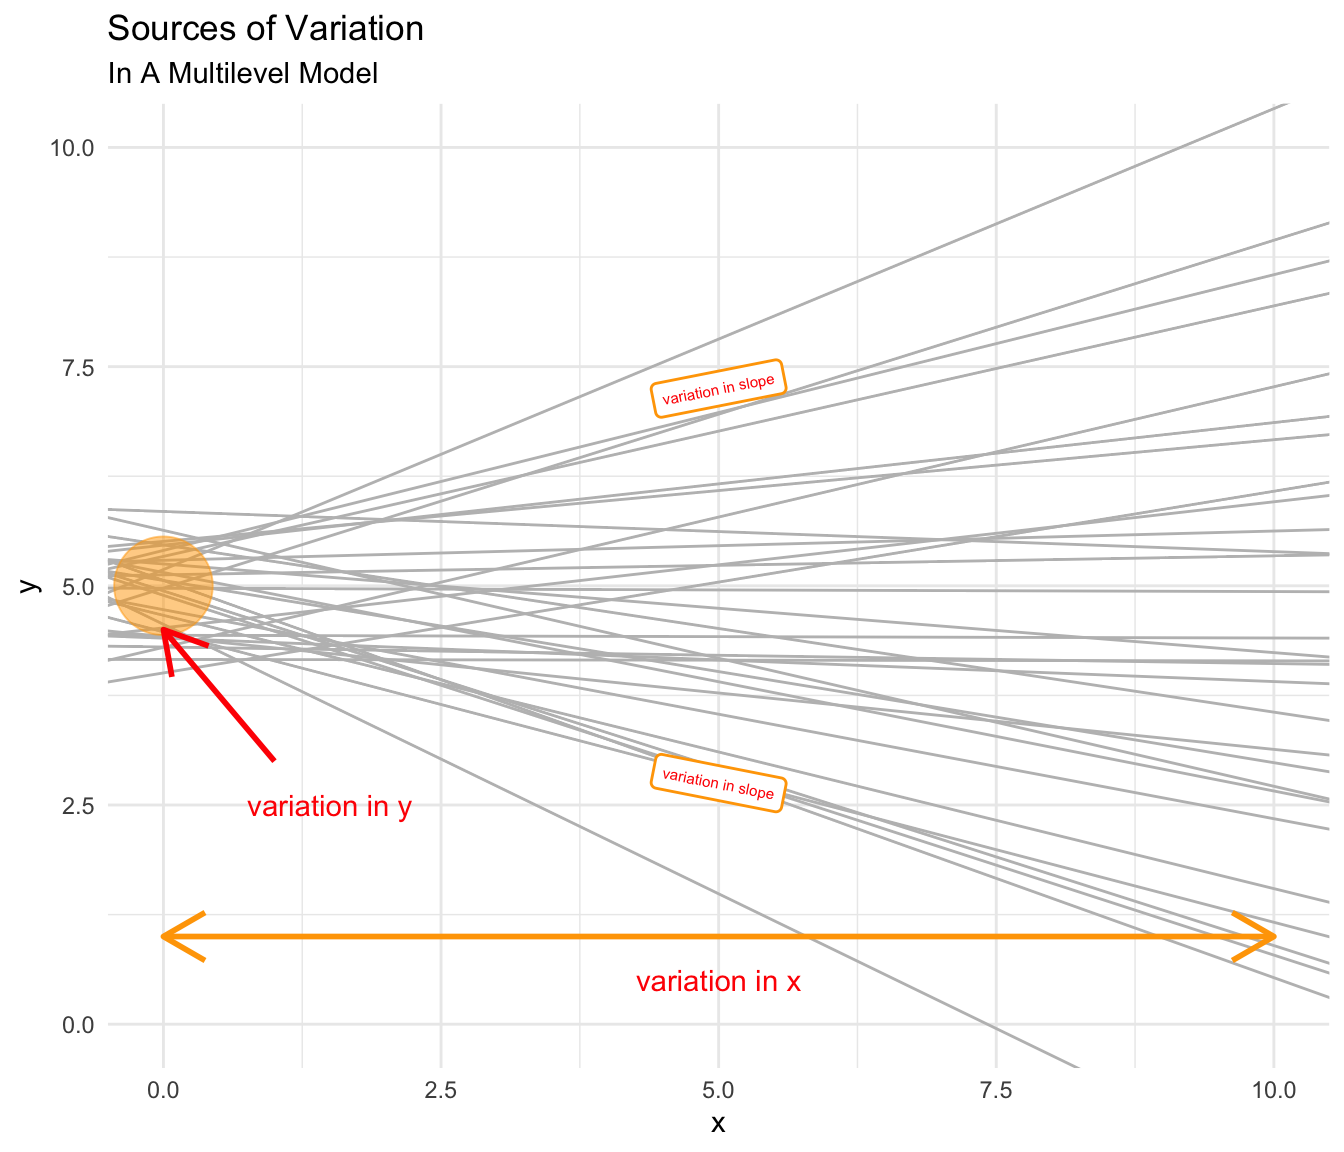 Sources of Variation
In A Multilevel Model
10.0
7.5
5.0
2.5
0.0
y
variation in slope
variation in slope
variation in y
variation in x
0.0 2.5 5.0 7.5 10.0
x